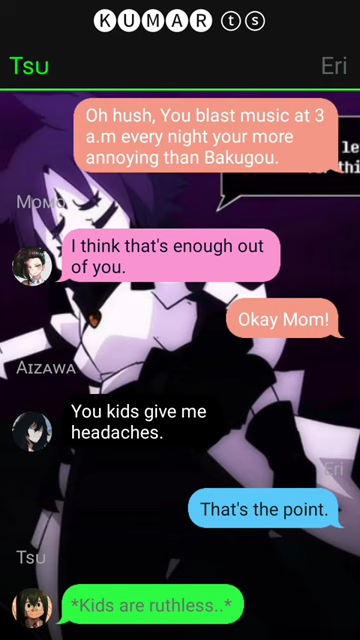 KUMAR ts
Tsu
Eri
Oh hush, You blast music at 3
a.m every night your more
annoying than Bakugou.
Momo
I think that's enough out
of you.
Okay Mom!
Aizawa
You kids give me
headaches.
Eri
That's the point.
Tsu
*Kids are ruthless..*